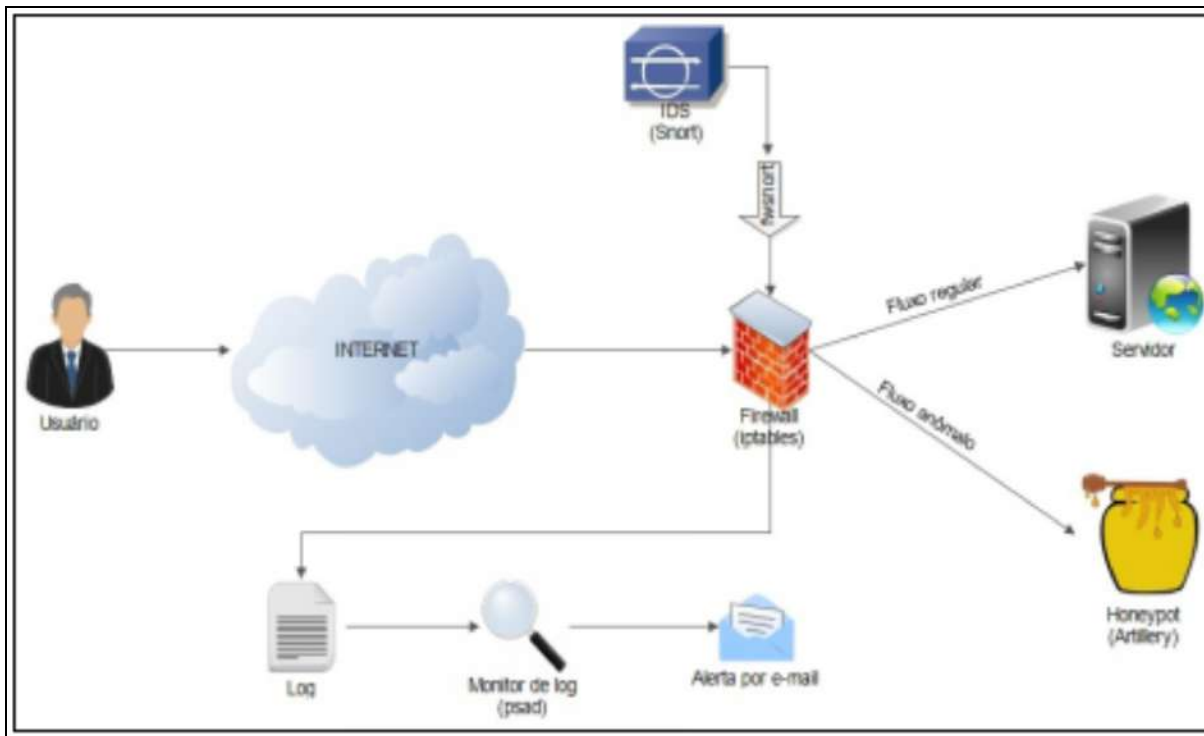 IDS
(Snort)
fwsnort
Fluxo regular
Servidor
INTERNET
Usuário
Firewall
(iptables)
Fluxo anômalo
Honeypot
(Artillery)
Log
Monitor de log
(psad)
Alerta por e-mail